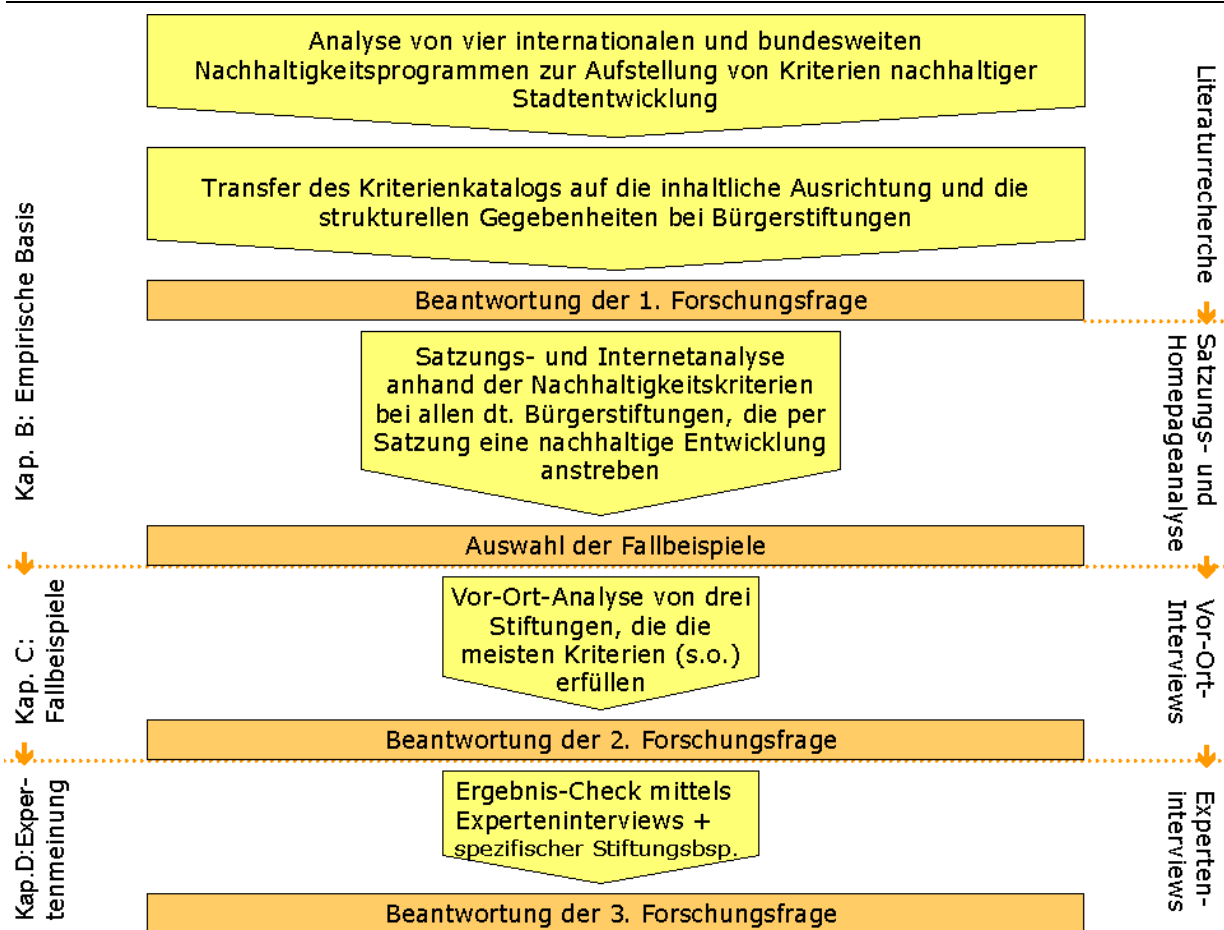 Analyse von vier internationalen und bundesweiten
Nachhaltigkeitsprogrammen zur Aufstellung von Kriterien nachhaltiger
Stadtentwicklung
Transfer des Kriterienkatalogs auf die inhaltliche Ausrichtung und die
strukturellen Gegebenheiten bei Bürgerstiftungen
Beantwortung der 1. Forschungsfrage
Satzungs- und Internetanalyse
anhand der Nachhaltigkeitskriterien
bei allen dt. Bürgerstiftungen, die per
Satzung eine nachhaltige Entwicklung
anstreben
Auswahl der Fallbeispiele
Vor-Ort-Analyse von drei
Stiftungen, die die
meisten Kriterien (s.o.)
erfüllen
Beantwortung der 2. Forschungsfrage
Ergebnis-Check mittels
Experteninterviews +
spezifischer Stiftungsbsp.
Beantwortung der 3. Forschungsfrage
Kap. B: Empirische Basis
Kap. C:
Fallbeispiele
Kap.D:Exper-
tenmeinung
Literaturrecherche
Satzungs- und
Homepageanalyse
Vor-Ort-
Interviews
Experten-
interviews